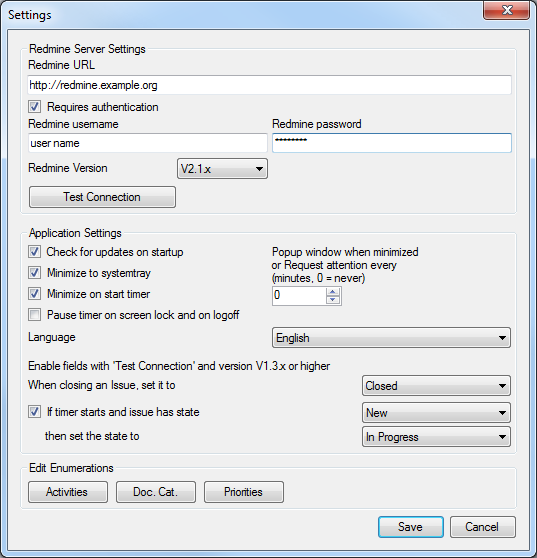 Settings
Redmine Server Settings
Redmine URL
http://redmine.example.org
Requires authentication
Redmine username Redmine password
user name ********
Redmine Version V2.1.x
Test Connection
Application Settings
Check for updates on startup
Minimize to systemtray
Minimize on start timer
Pause timer on screen lock and on logoff
Popup window when minimized
or Request attention every
(minutes, 0 = never)
0
Language English
Enable fields with 'Test Connection' and version V1.3.x or higher
When closing an Issue, set it to Closed
If timer starts and issue has state New
then set the state to In Progress
Edit Enumerations
Activities Doc. Cat. Priorities
Save Cancel